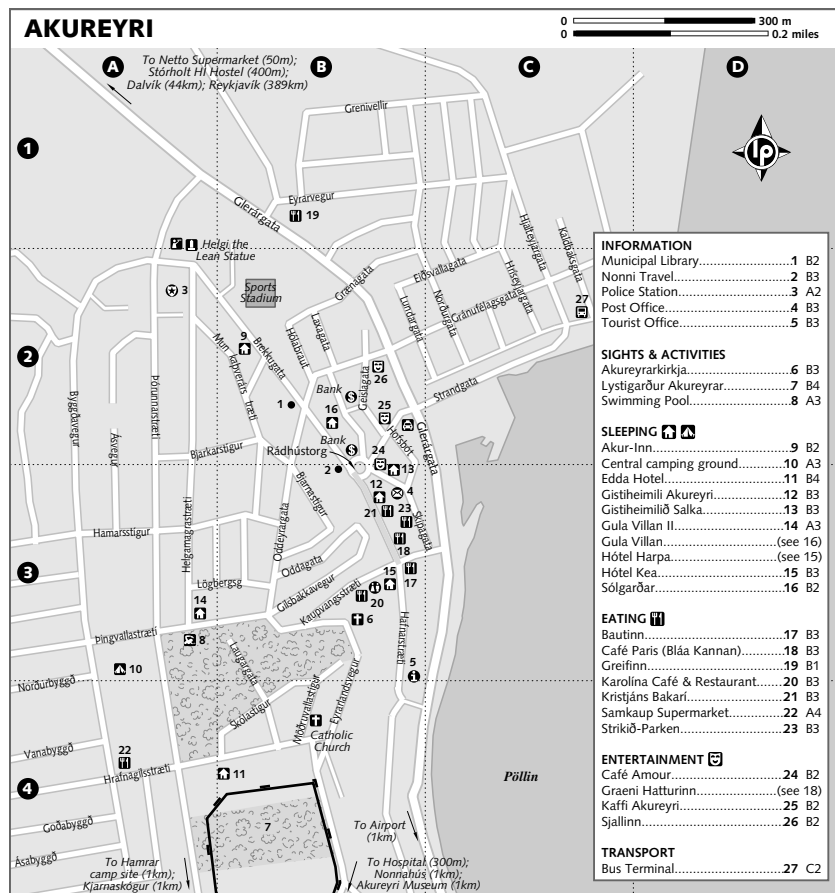 AKUREYRI
0 300 m
0 0.2 miles
A
B
C
D
1
2
3
4
To Netto Supermarket (50m);
Stórholt HI Hostel (400m);
Dalvík (44km); Reykjavík (389km)
Grenivellir
Glerárgata
Eyrarvegur
19
Helgi the
Lean Statue
3
Sports
Stadium
Grænagata
Eiðsvallagata
Hjalteyjargata
Kaldbaksgata
Hríseyjargata
Gránufélagsgata
Norðurgata
Lundargata
27
9
Brekkugata
Hólabraut
Laxagata
Geislagata
26
Strandgata
Þórunnarstræti
Byggðavegur
Ásvegur
Bjarkarstígur
1
16
Bank
25
Hofsbót
Glerárgata
Bank
Ráðhústorg
24
2
13
12
4
21
23
Skipagata
18
Bjarnastígur
Hamarsstígur
Helgamagrastræti
Oddeyrargata
Oddagata
Lögbergsg
Gilsbakkavegur
Kaupvangsstræti
15
17
20
6
14
Hafnarstræti
Þingvallastræti
8
Laugargata
5
10
Norðurbyggð
Skólastígur
Möðruvallastígur
Eyrarlandsvegur
Catholic
Church
Vanabyggð
22
Hrafnagilsstræti
11
Pöllin
Goðabyggð
Ásabyggð
7
To Airport
(1km)
To Hamrar
camp site (1km);
Kjarnaskógur (1km)
To Hospital (300m);
Nonnahús (1km);
Akureyri Museum (1km)
INFORMATION
Municipal Library 1 B2
Nonni Travel 2 B3
Police Station 3 A2
Post Office 4 B3
Tourist Office 5 B3
SIGHTS & ACTIVITIES
Akureyrarkirkja 6 B3
Lystigarður Akureyrar 7 B4
Swimming Pool 8 A3
SLEEPING
Akur-Inn 9 B2
Central camping ground 10 A3
Edda Hotel 11 B4
Gistiheimili Akureyri 12 B3
Gistiheimilið Salka 13 B3
Gula Villan II 14 A3
Gula Villan (see 16)
Hótel Harpa (see 15)
Hótel Kea 15 B3
Sólgarðar 16 B2
EATING
Bautinn 17 B3
Café Paris (Bláa Kannan) 18 B3
Greifinn 19 B1
Karolína Café & Restaurant 20 B3
Kristjáns Bakarí 21 B3
Samkaup Supermarket 22 A4
Strikið-Parken 23 B3
ENTERTAINMENT
Café Amour 24 B2
Graeni Hatturinn (see 18)
Kaffi Akureyri 25 B2
Sjallinn 26 B2
TRANSPORT
Bus Terminal 27 C2
lp